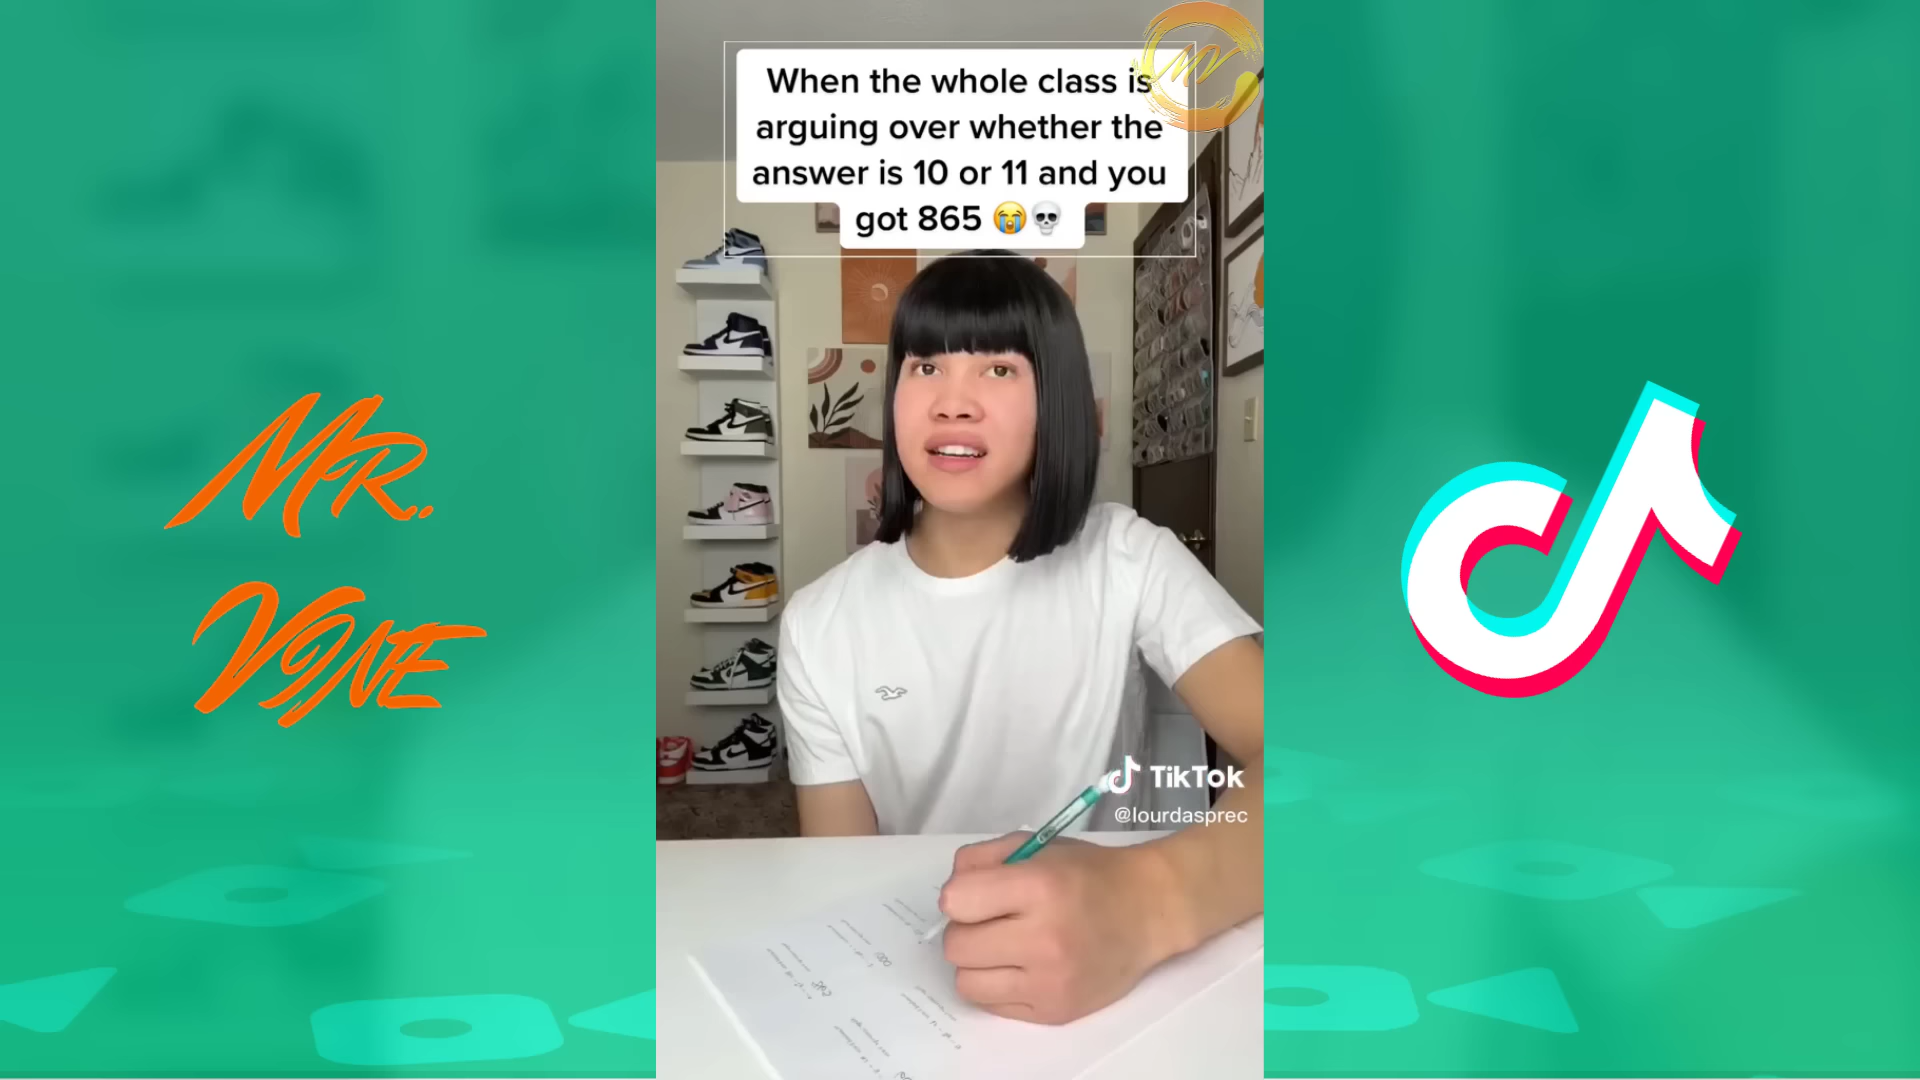 When the whole class is
arguing over whether the
answer is 10 or 11 and you
got 865 😭💀
MV
MR.
VINE
TikTok
@lourdasprec